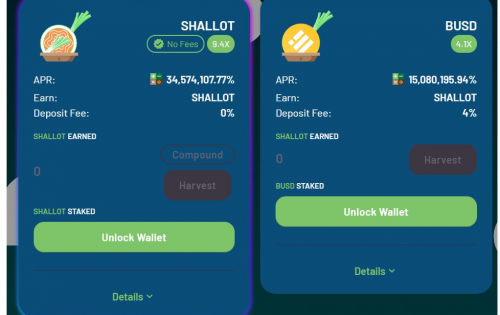 SHALLOT
No Fees 9.4X
APR: 34,574,107.77%
Earn: SHALLOT
Deposit Fee: 0%
SHALLOT EARNED
0
Compound
Harvest
SHALLOT STAKED
Unlock Wallet
Details
BUSD
4.1X
APR: 15,080,195.94%
Earn: SHALLOT
Deposit Fee: 4%
SHALLOT EARNED
0
Harvest
BUSD STAKED
Unlock Wallet
Details